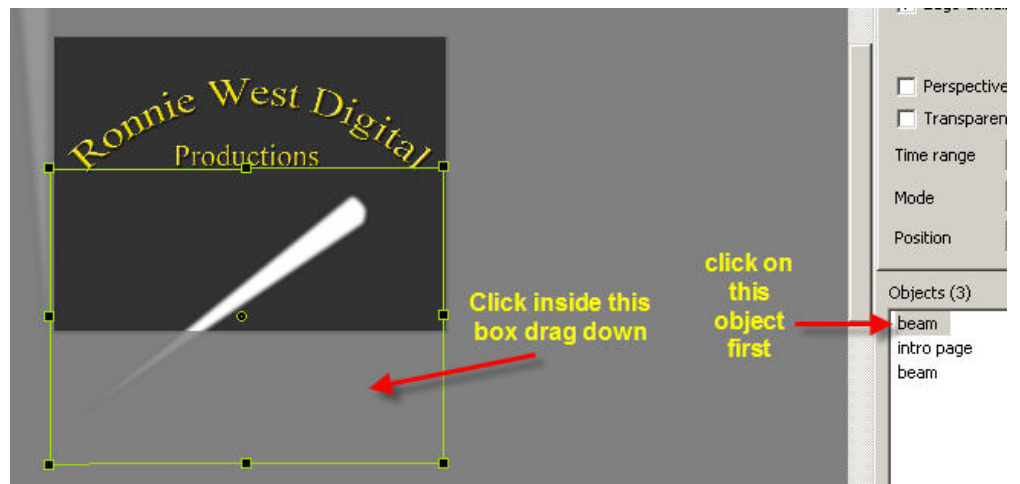 Ronnie West Digital
Productions
Click inside this
box drag down
click on
this
object
first
Perspective
Time range
Mode
Position
Objects (3)
beam
intro page
beam